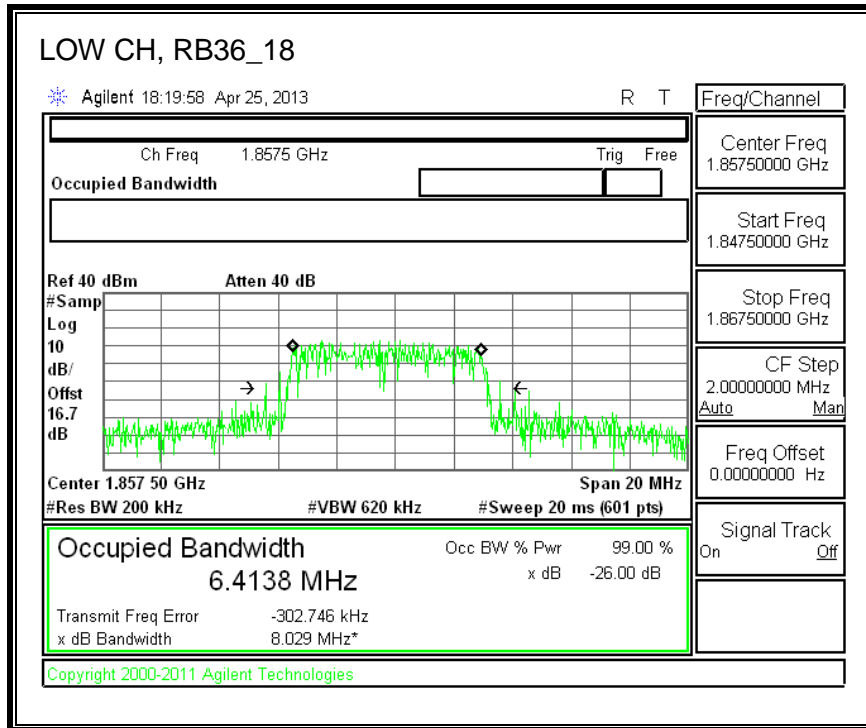 LOW CH, RB36_18
Agilent 18:19:58 Apr 25, 2013 R T
Freq/Channel
Ch Freq 1.8575 GHz Trig Free
Occupied Bandwidth
Center Freq
1.85750000 GHz
Start Freq
1.84750000 GHz
Stop Freq
1.86750000 GHz
CF Step
2.00000000 MHz
Auto Man
Freq Offset
0.00000000 Hz
Signal Track
On Off
Ref 40 dBm Atten 40 dB
#Samp
Log
10
dB/
Offst
16.7
dB
Center 1.857 50 GHz Span 20 MHz
#Res BW 200 kHz #VBW 620 kHz #Sweep 20 ms (601 pts)
Occupied Bandwidth Occ BW % Pwr 99.00 %
6.4138 MHz x dB -26.00 dB
Transmit Freq Error -302.746 kHz
x dB Bandwidth 8.029 MHz*
Copyright 2000-2011 Agilent Technologies